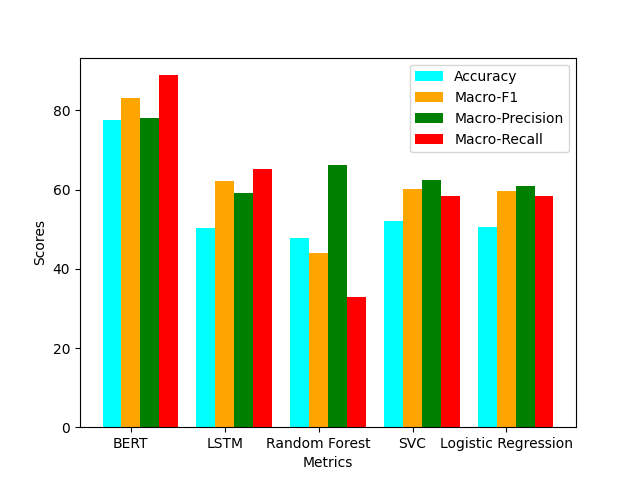 Accuracy
Macro-F1
Macro-Precision
Macro-Recall
80
60
40
20
0
Scores
BERT LSTM Random Forest SVC Logistic Regression
Metrics